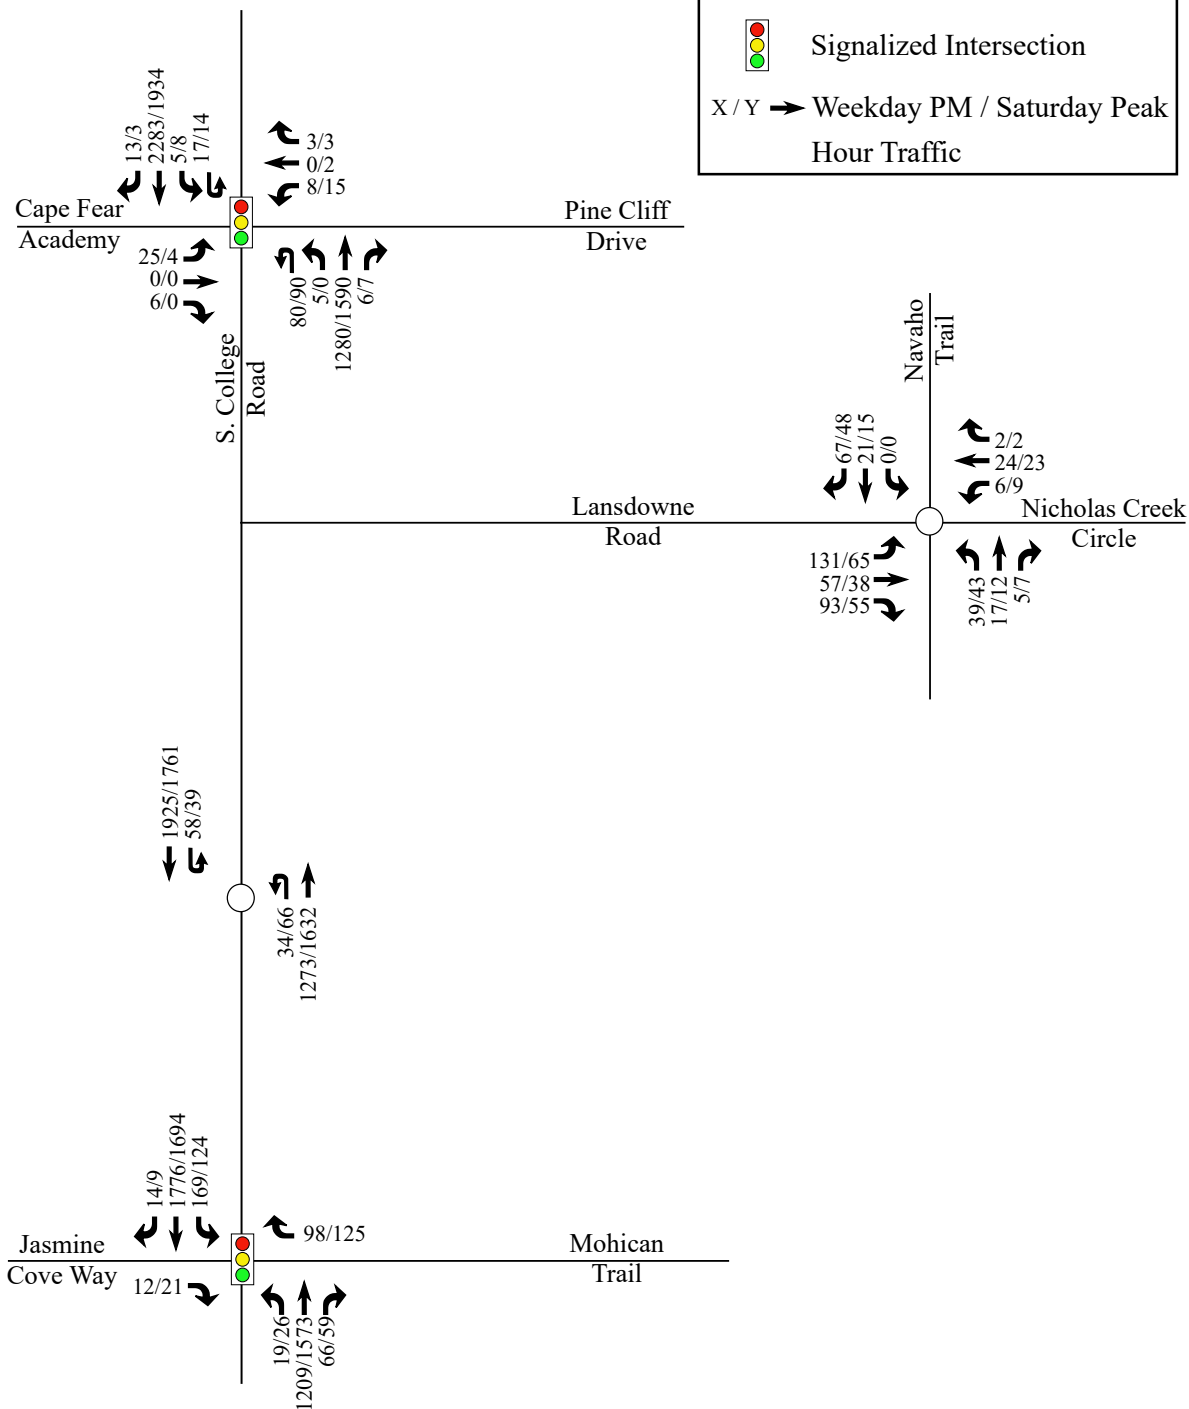 Signalized Intersection
X / Y Weekday PM / Saturday Peak
Hour Traffic
13/3
2283/1934
5/8
17/14
3/3
0/2
8/15
Cape Fear
Academy
Pine Cliff
Drive
25/4
0/0
6/0
80/90
5/0
1280/1590
6/7
S. College
Road
Navaho
Trail
67/48
21/15
0/0
2/2
24/23
6/9
Lansdowne
Road
Nicholas Creek
Circle
131/65
57/38
93/55
39/43
17/12
5/7
1925/1761
58/39
34/66
1273/1632
14/9
1776/1694
169/124
98/125
Jasmine
Cove Way
Mohican
Trail
12/21
19/26
1209/1573
66/59